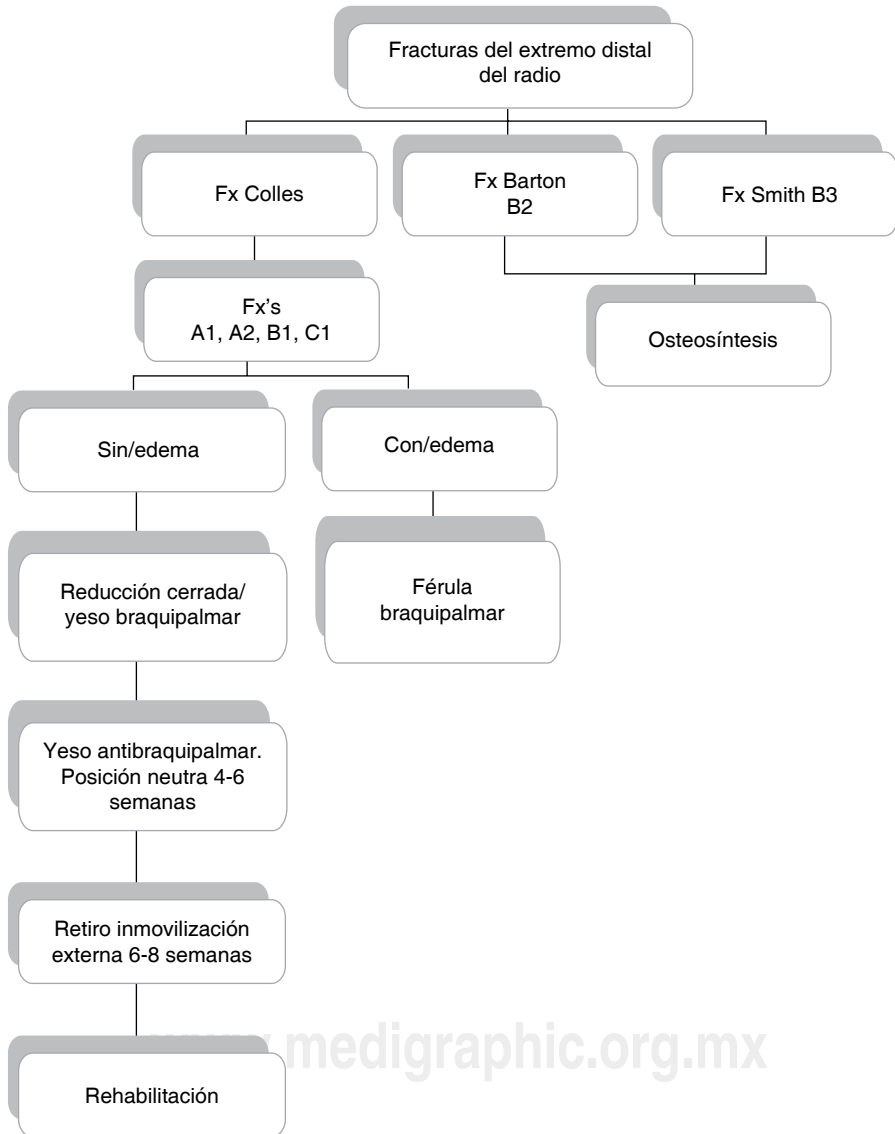 Fracturas del extremo distal
del radio
Fx Colles
Fx Barton
B2
Fx Smith B3
Fx's
A1, A2, B1, C1
Osteosíntesis
Sin/edema
Con/edema
Reducción cerrada/
yeso braquipalmar
Férula
braquipalmar
Yeso antibraquipalmar.
Posición neutra 4-6
semanas
Retiro inmovilización
externa 6-8 semanas
.medigraphic.org.mx
Rehabilitación